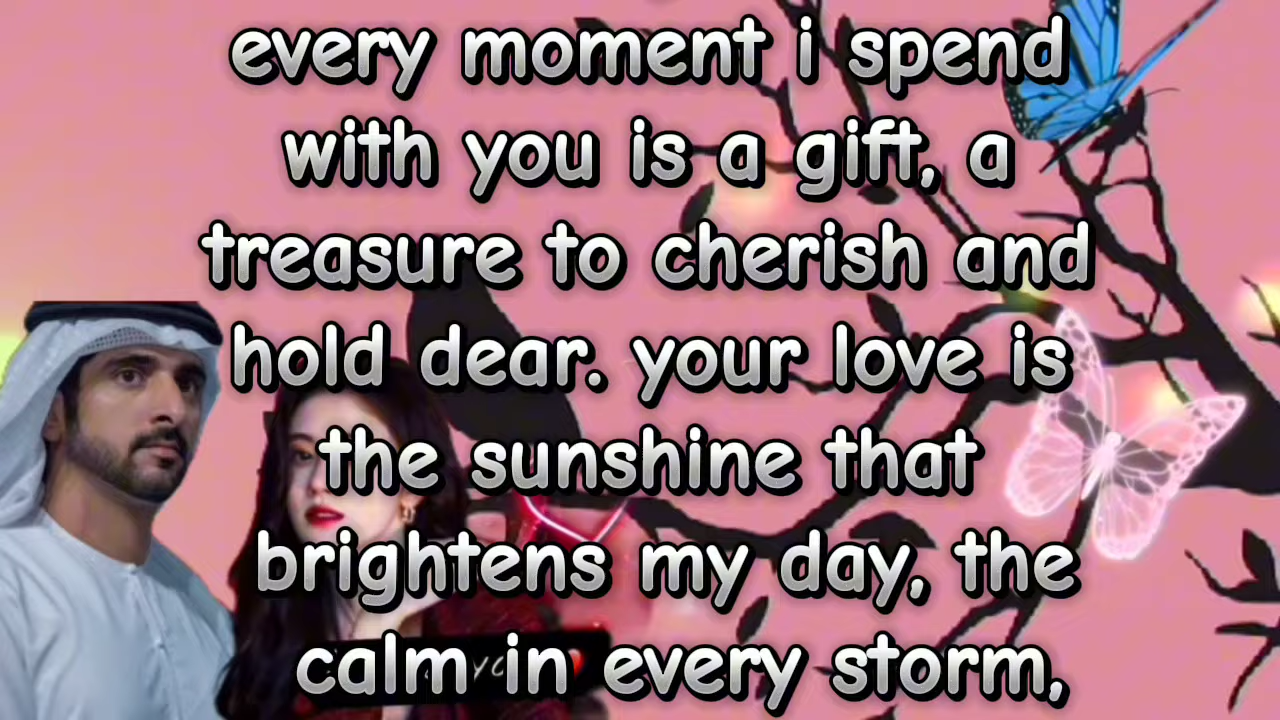 every moment i spend
with you is a gift, a
treasure to cherish and
hold dear. your love is
the sunshine that
brightens my day, the
calm in every storm,